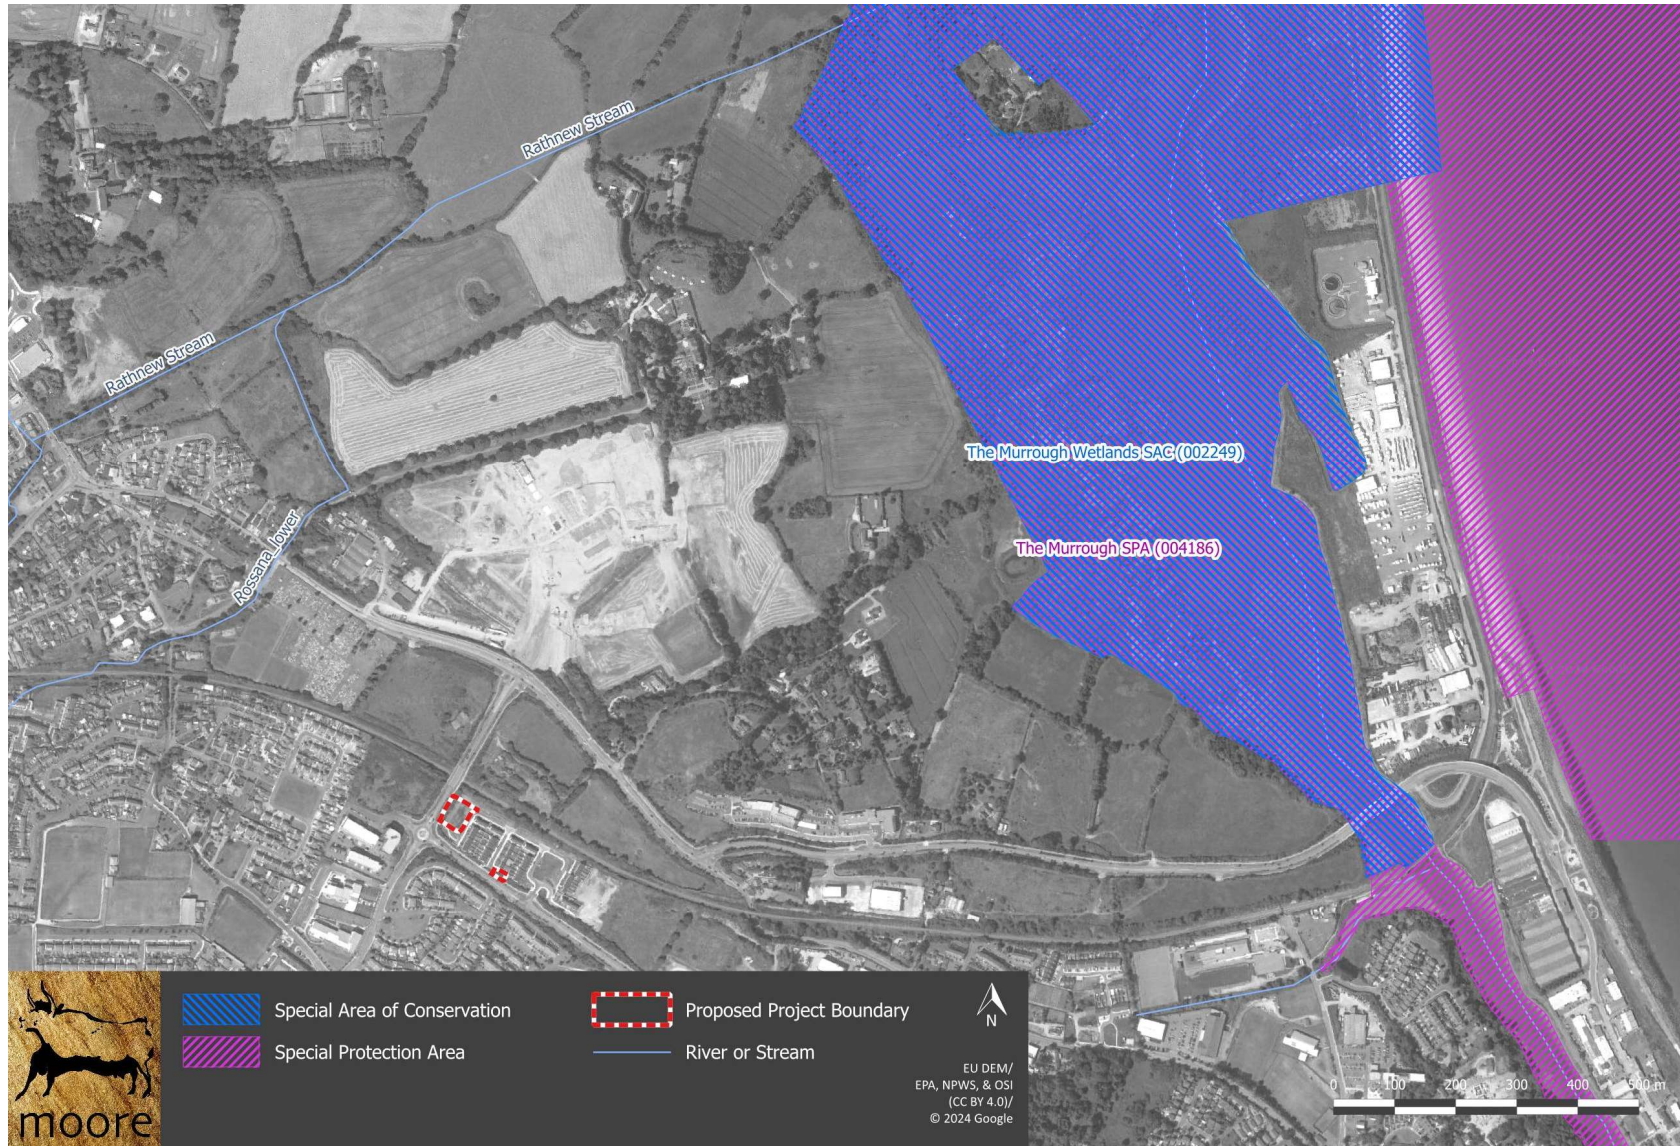 Rathnew Stream
Rathnew Stream
The Murrough Wetlands SAC (002249)
Rossana_lower
The Murrough SPA (004186)
Special Area of Conservation
Proposed Project Boundary
Special Protection Area
River or Stream
N
EU DEM/
EPA, NPWS, & OSI
(CC BY 4.0)/
© 2024 Google
moore
0 100 200 300 400 500 m